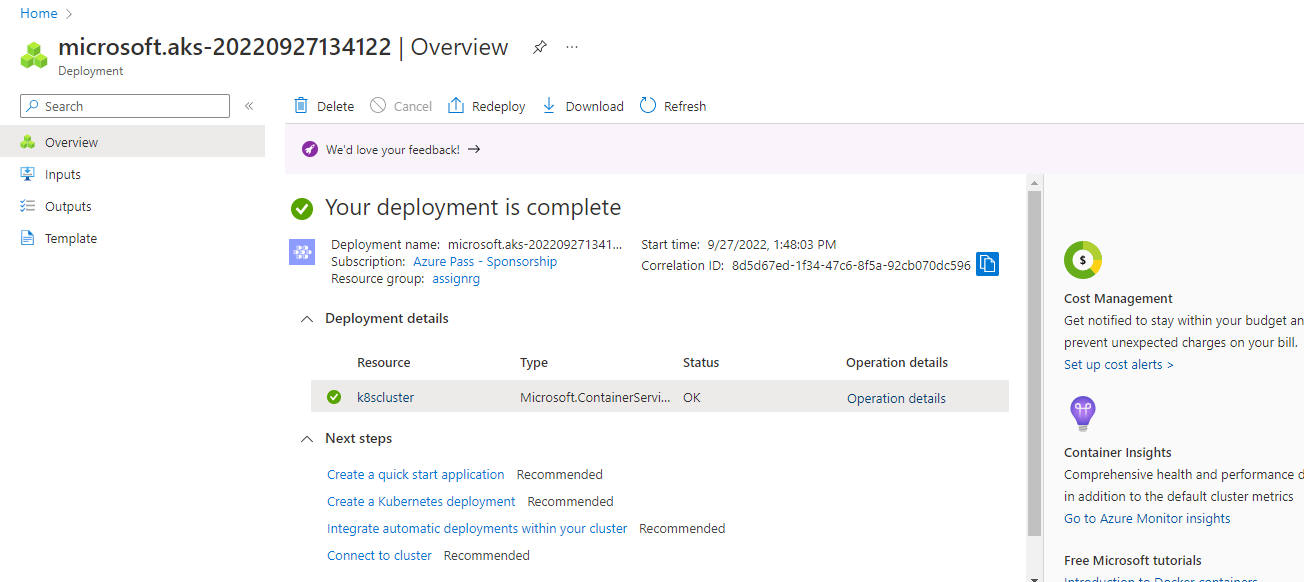 Home
microsoft.aks-20220927134122 | Overview
Deployment
Search
Overview
Inputs
Outputs
Template
Delete
Cancel
Redeploy
Download
Refresh
We'd love your feedback!
Your deployment is complete
Deployment name: microsoft.aks-202209271341...
Subscription: Azure Pass - Sponsorship
Resource group: assignrg
Start time: 9/27/2022, 1:48:03 PM
Correlation ID: 8d5d67ed-1f34-47c6-8f5a-92cb070dc596
Deployment details
Resource Type Status Operation details
k8scluster Microsoft.ContainerServi... OK Operation details
Next steps
Create a quick start application Recommended
Create a Kubernetes deployment Recommended
Integrate automatic deployments within your cluster Recommended
Connect to cluster Recommended
$
Cost Management
Get notified to stay within your budget an
prevent unexpected charges on your bill.
Set up cost alerts >
Container Insights
Comprehensive health and performance d
in addition to the default cluster metrics
Go to Azure Monitor insights
Free Microsoft tutorials
Introduction to Docker containers